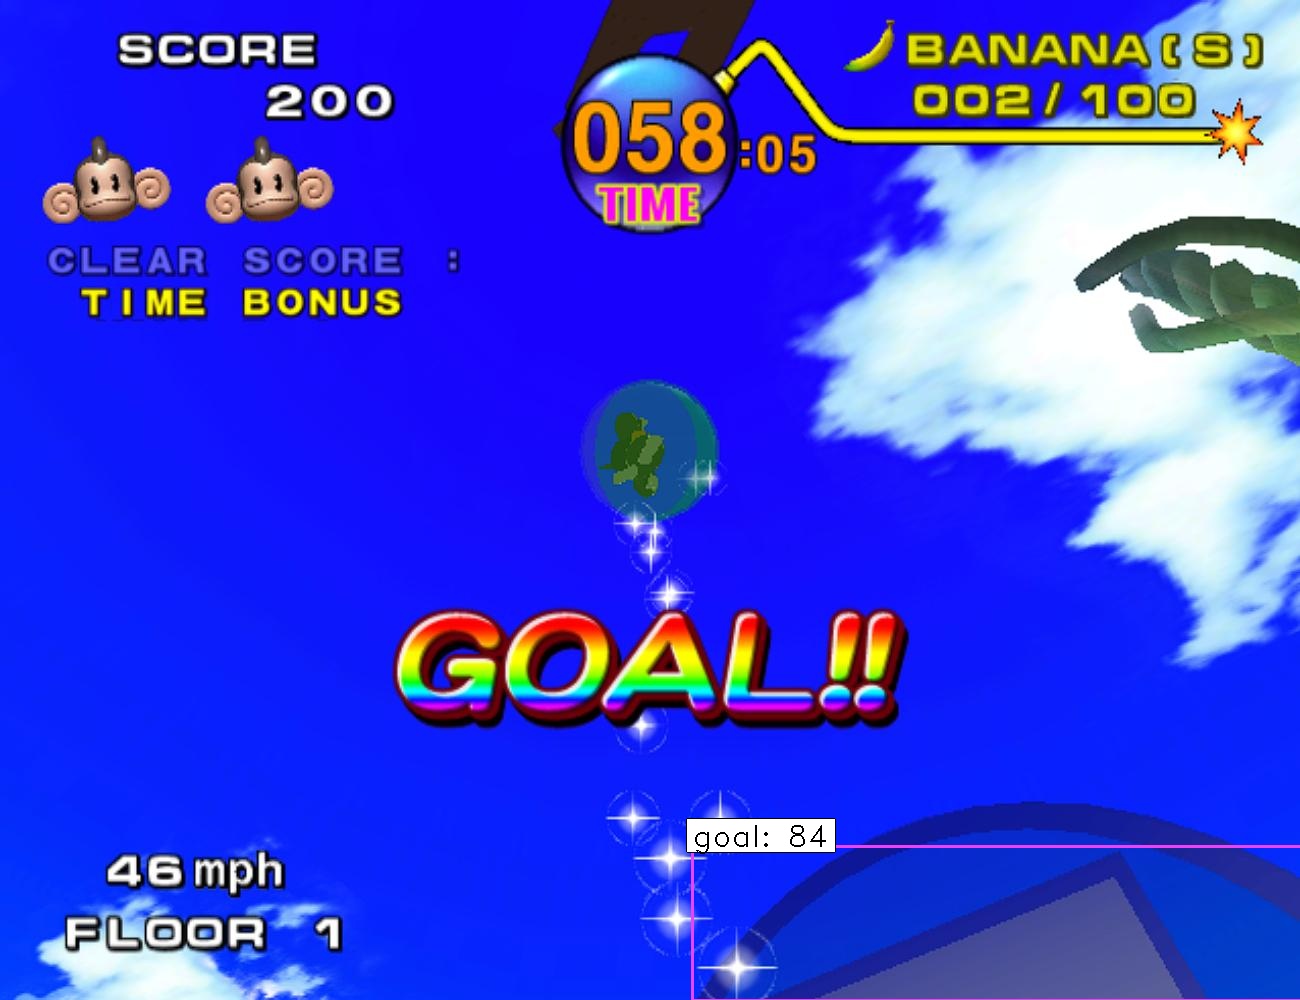 SCORE
200
CLEAR SCORE :
TIME BONUS
058:05
TIME
BANANA(S)
002/100
GOAL!!
goal: 84
46 mph
FLOOR 1